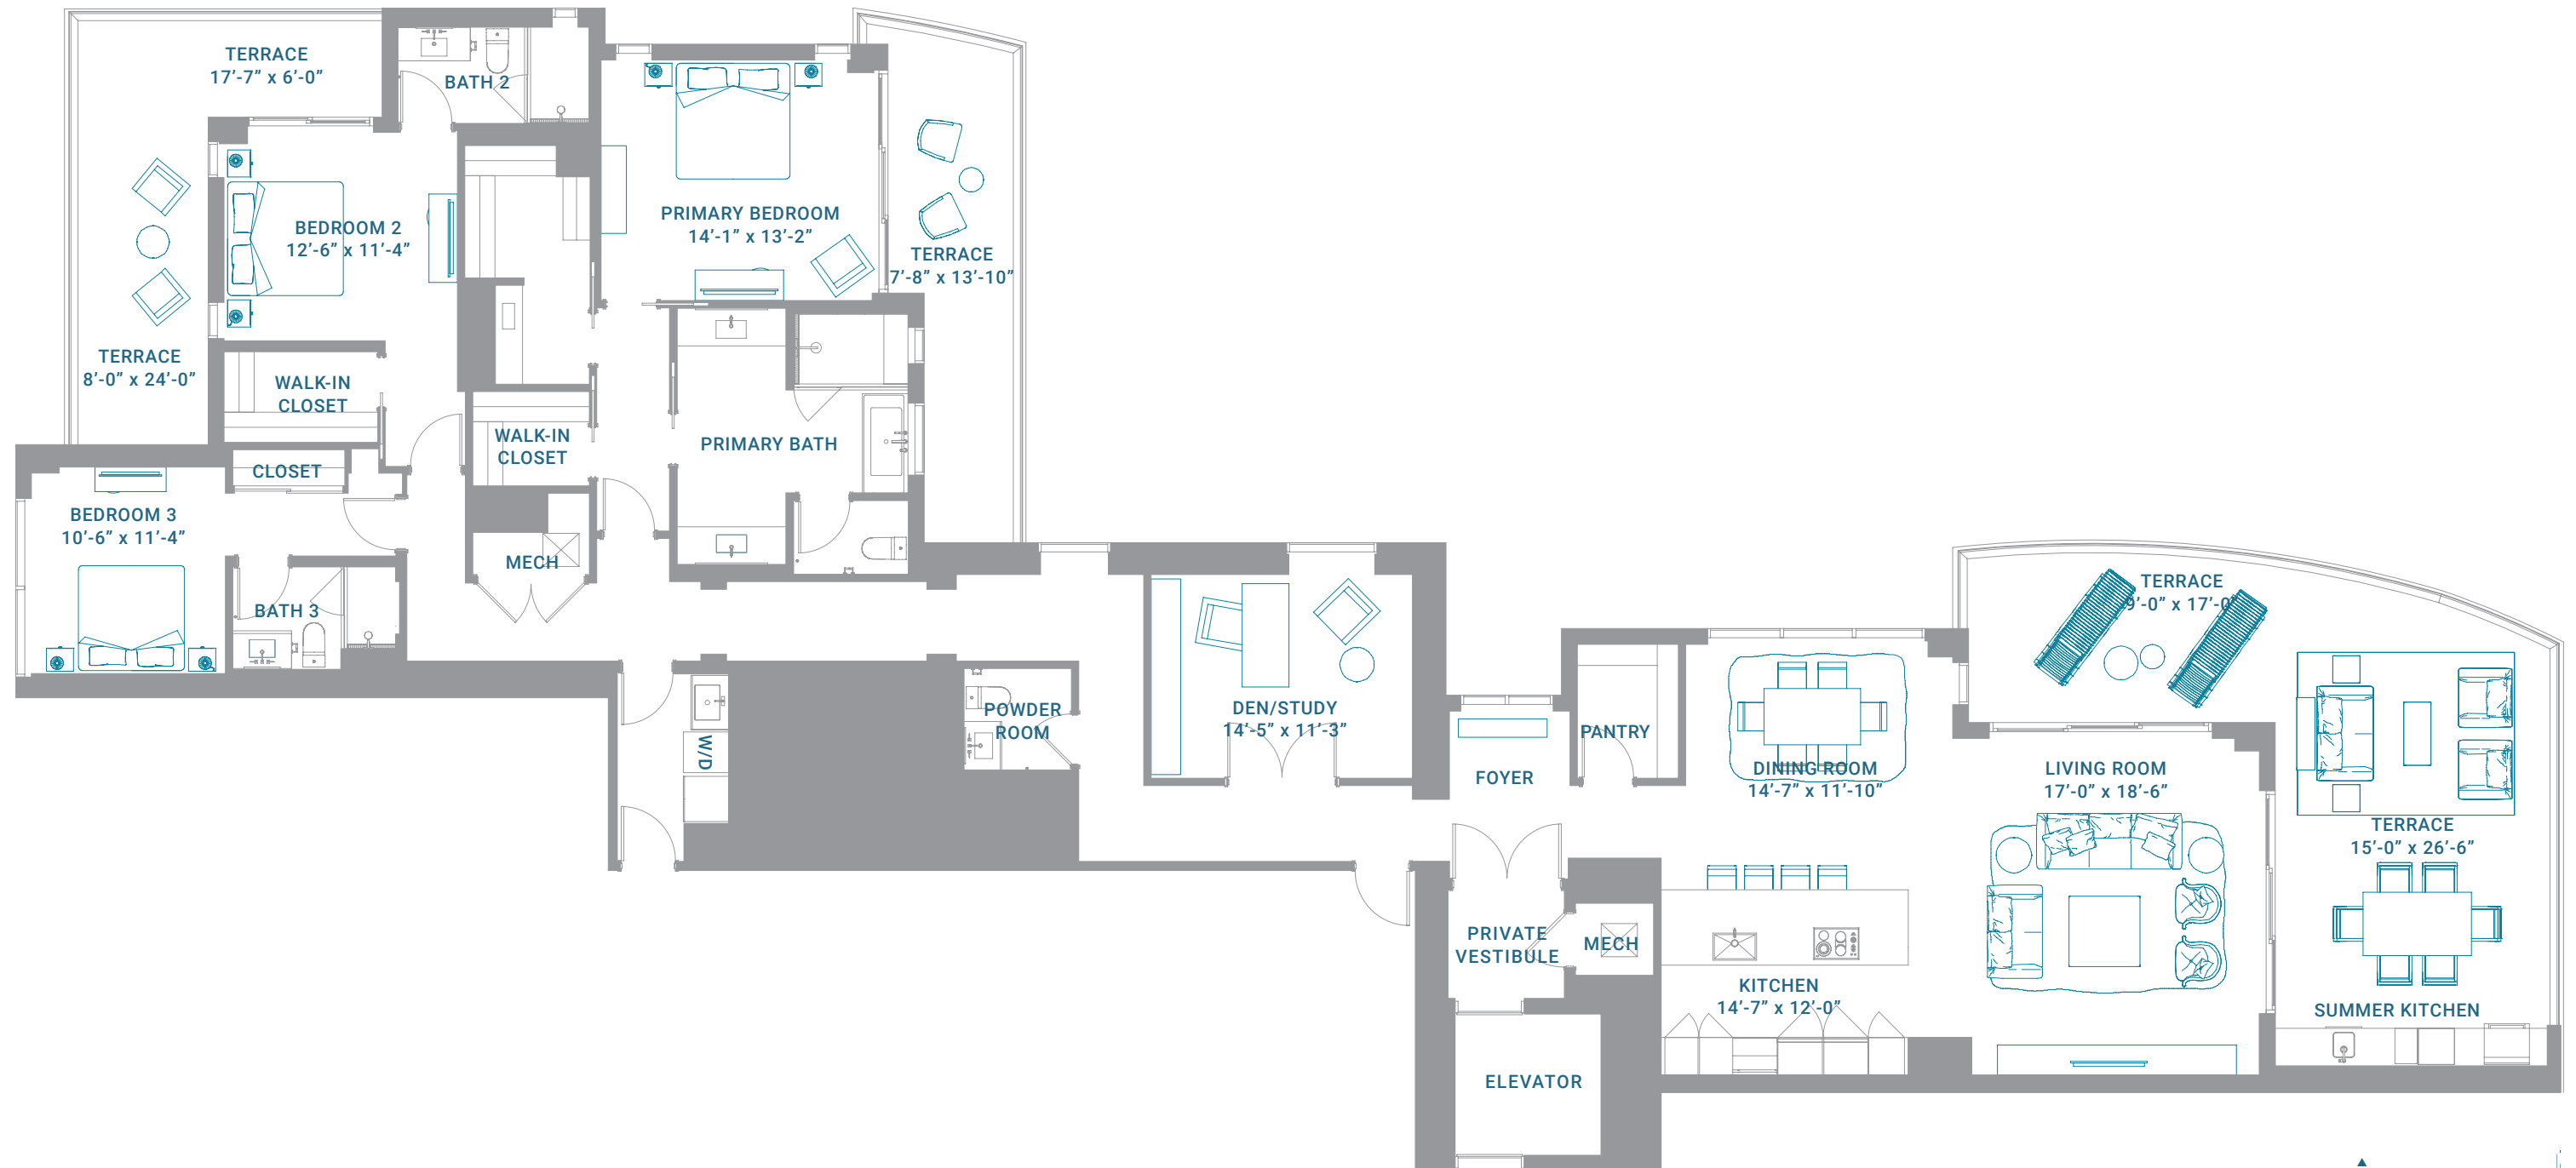 TERRACE
17’-7” x 6’-0”
BATH 2
BEDROOM 2
12’-6” x 11’-4”
PRIMARY BEDROOM
14’-1” x 13’-2”
TERRACE
7’-8” x 13’-10”
TERRACE
8’-0” x 24’-0”
WALK-IN
CLOSET
WALK-IN
CLOSET
PRIMARY BATH
CLOSET
BEDROOM 3
10’-6” x 11’-4”
MECH
BATH 3
W/D
POWDER
ROOM
DEN/STUDY
14’-5” x 11’-3”
FOYER
PANTRY
DINING ROOM
14’-7” x 11’-10”
TERRACE
9’-0” x 17’-0”
LIVING ROOM
17’-0” x 18’-6”
TERRACE
15’-0” x 26’-6”
PRIVATE
VESTIBULE
MECH
KITCHEN
14’-7” x 12’-0”
SUMMER KITCHEN
ELEVATOR